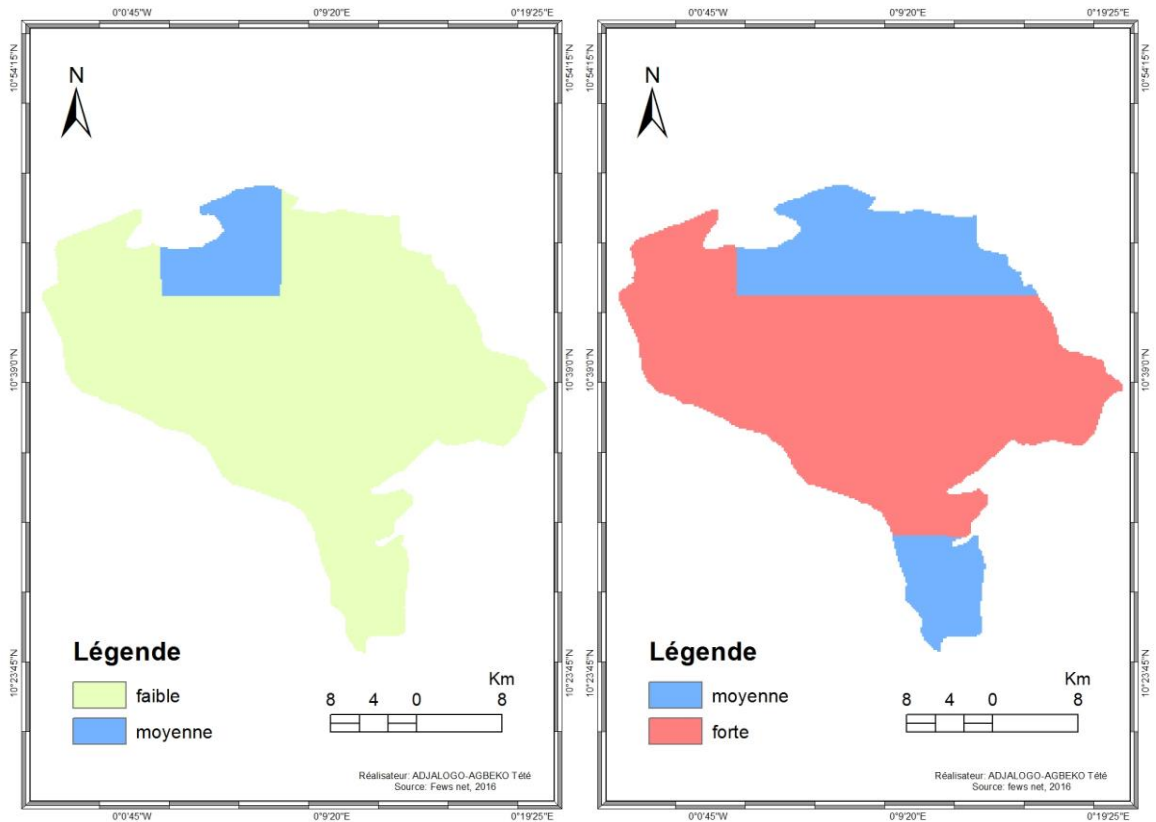 0°0'45"W 0°9'20"E 0°19'25"E
10°54'15"N
10°54'15"N
N
10°39'0"N
10°39'0"N
Légende
faible
moyenne
Km
8 4 0 8
10°23'45"N
10°23'45"N
Réalisateur: ADJALOGO-AGBEKO Tété
Source: Fews net, 2016
0°0'45"W 0°9'20"E 0°19'25"E
0°0'45"W 0°9'20"E 0°19'25"E
10°54'15"N
10°54'15"N
N
10°39'0"N
10°39'0"N
Légende
moyenne
forte
Km
8 4 0 8
10°23'45"N
10°23'45"N
Réalisateur: ADJALOGO-AGBEKO Tété
Source: fews net, 2016
0°0'45"W 0°9'20"E 0°19'25"E